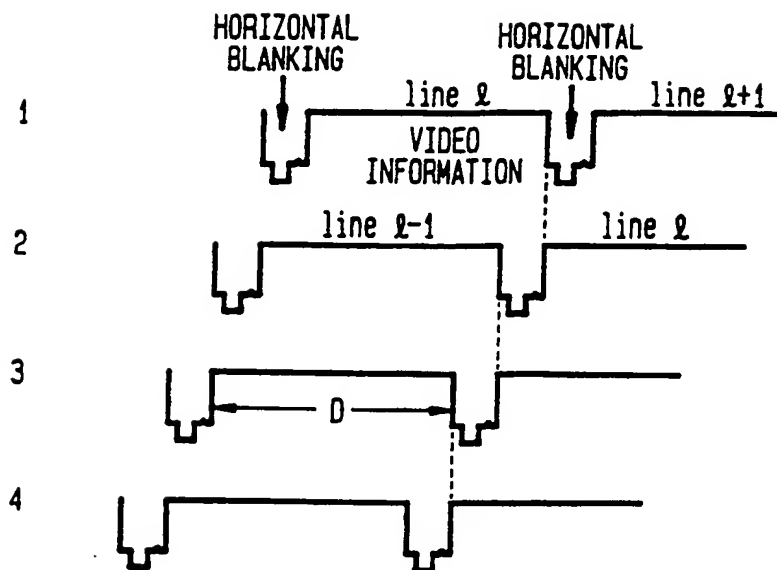 HORIZONTAL
BLANKING
HORIZONTAL
BLANKING
1
line ℓ
line ℓ+1
VIDEO
INFORMATION
2
line ℓ-1
line ℓ
3
D
4